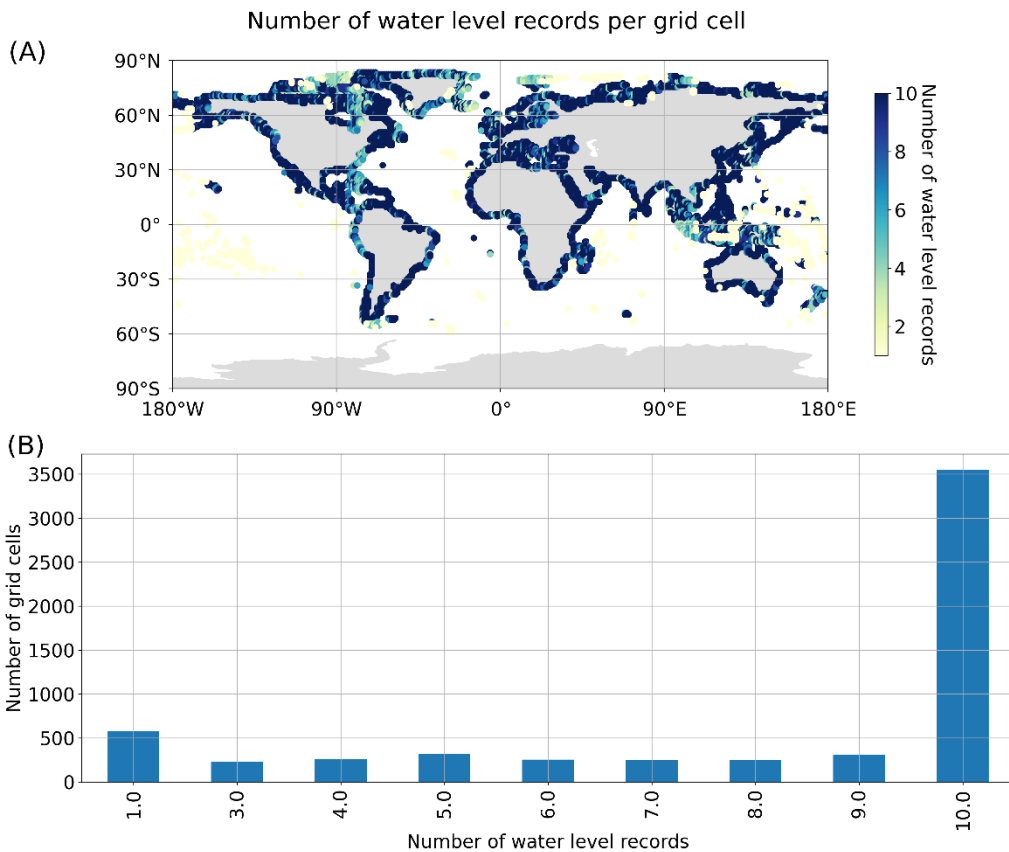 Number of water level records per grid cell
(A)
90°N
60°N
30°N
0°
30°S
60°S
90°S
180°W
90°W
0°
90°E
180°E
10
8
6
4
2
Number of water level records
(B)
3500
3000
2500
2000
1500
1000
500
0
Number of grid cells
1.0
3.0
4.0
5.0
6.0
7.0
8.0
9.0
10.0
Number of water level records